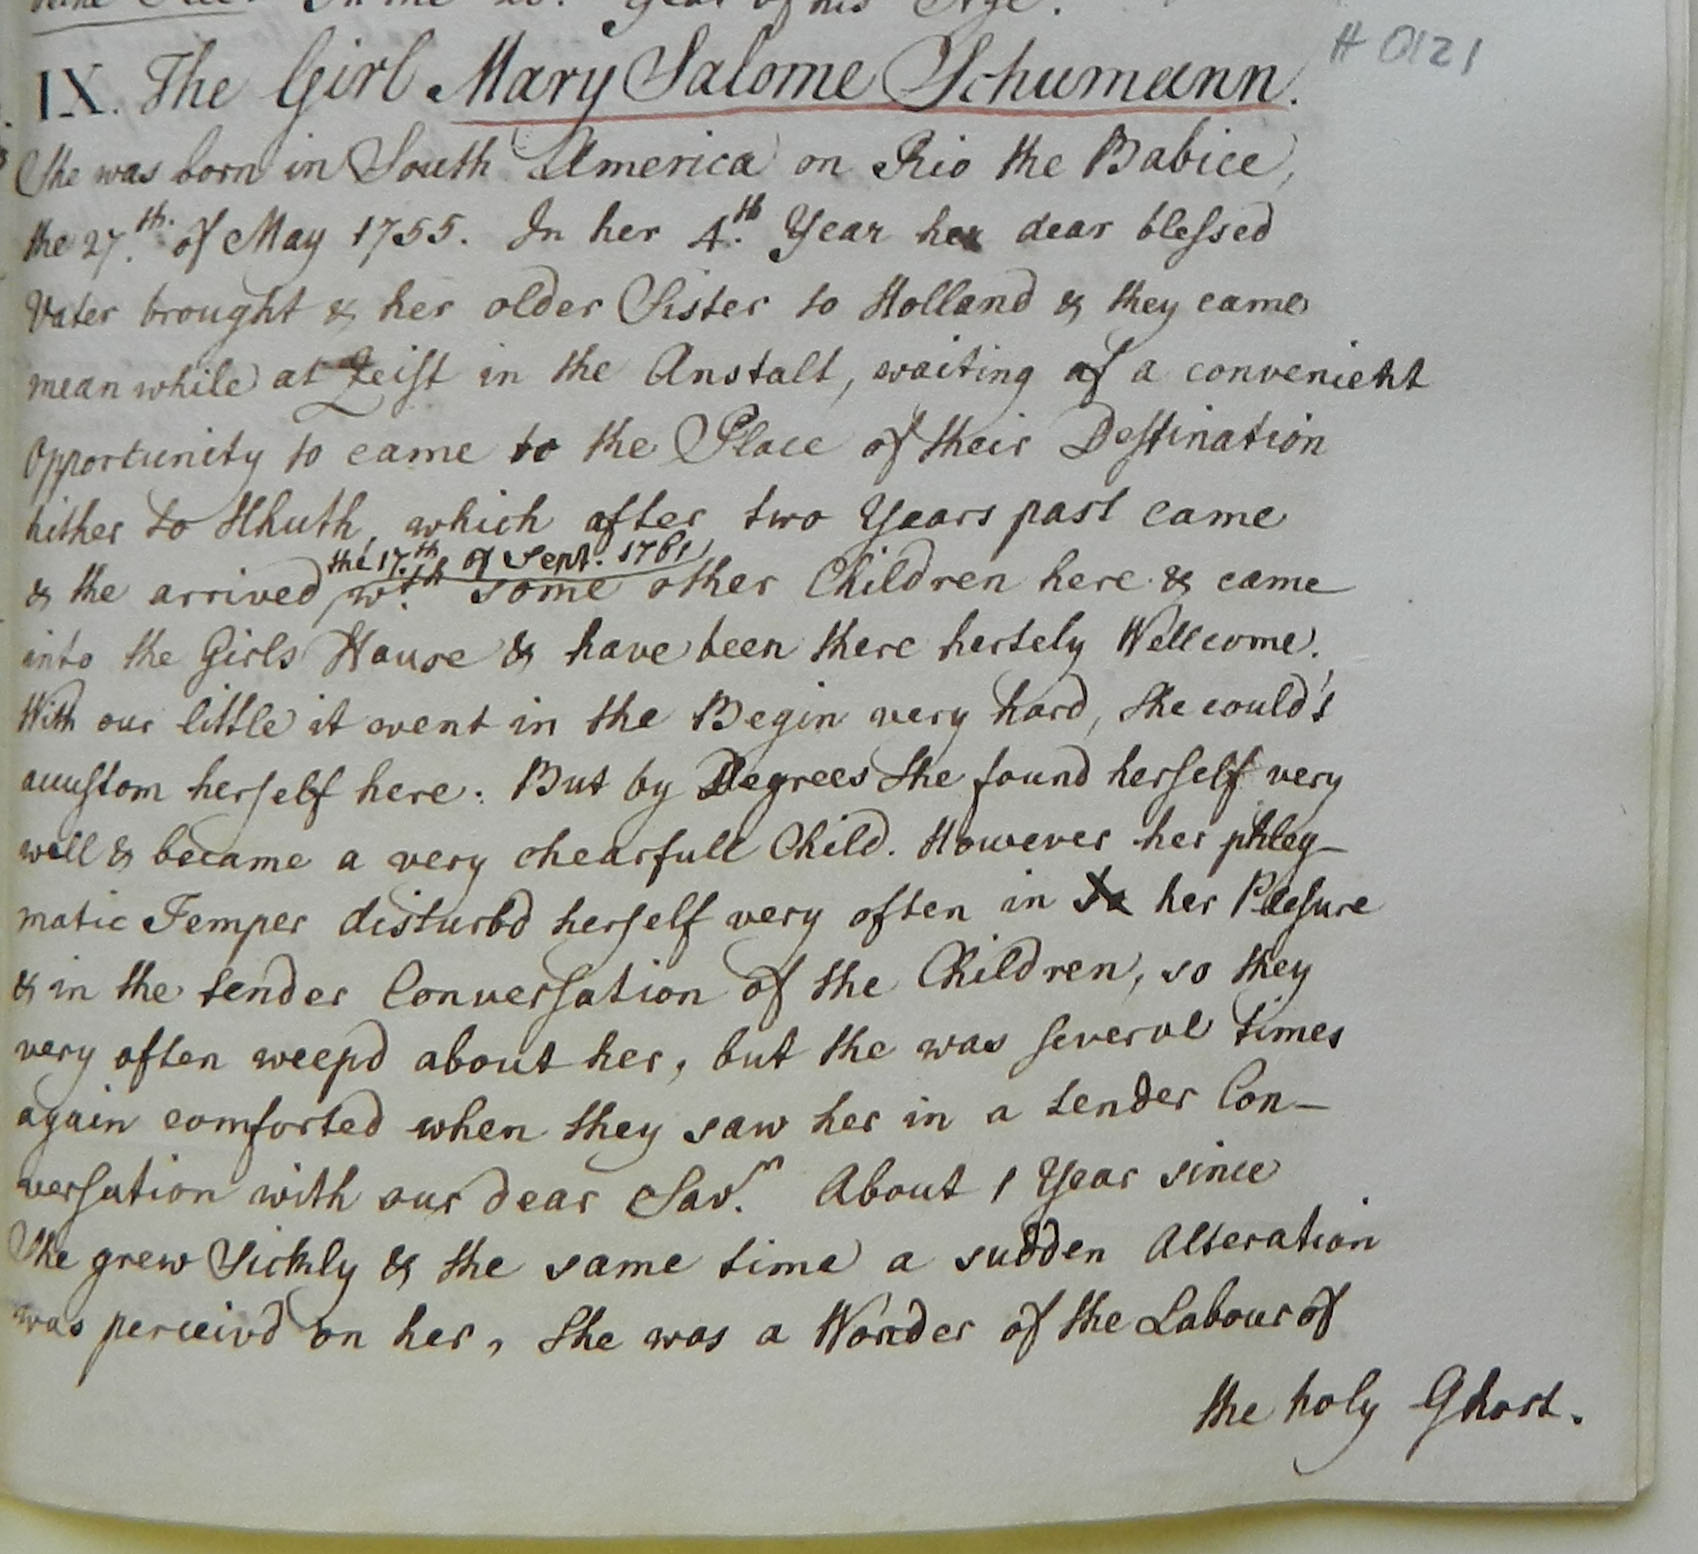 Year of his Age.
# 0121
IX. The Girl Mary Salome Schumann.
She was born in South America on Rio the Babice,
the 27.th of May 1755. In her 4.th Year her dear blessed
Vater brought & her older Sister to Holland & they came
mean while at Zeist in the Anstalt, waiting of a convenient
Opportunity to came to the Place of their Destination
hither to Hhuth, which after two Years past came
the 17.th of Sept. 1761
& the arrived w.th some other Children here & came
into the Girls House & have been there hertely Wellcome.
With our little it went in the Begin very hard, she could't
accustom herself here. But by Degrees she found herself very
well & became a very chearfull Child. However her phleg-
matic Temper disturbd herself very often in her Plesure
& in the tender Conversation of the Children, so they
very often weepd about her, but the was several times
again comforted when they saw her in a tender Con-
versation with our dear Sav.r About 1 Year since
She grew Sickly & the same time a sudden Alteration
was perceivd on her, she was a Wonder of the Labour of
the holy Ghost.